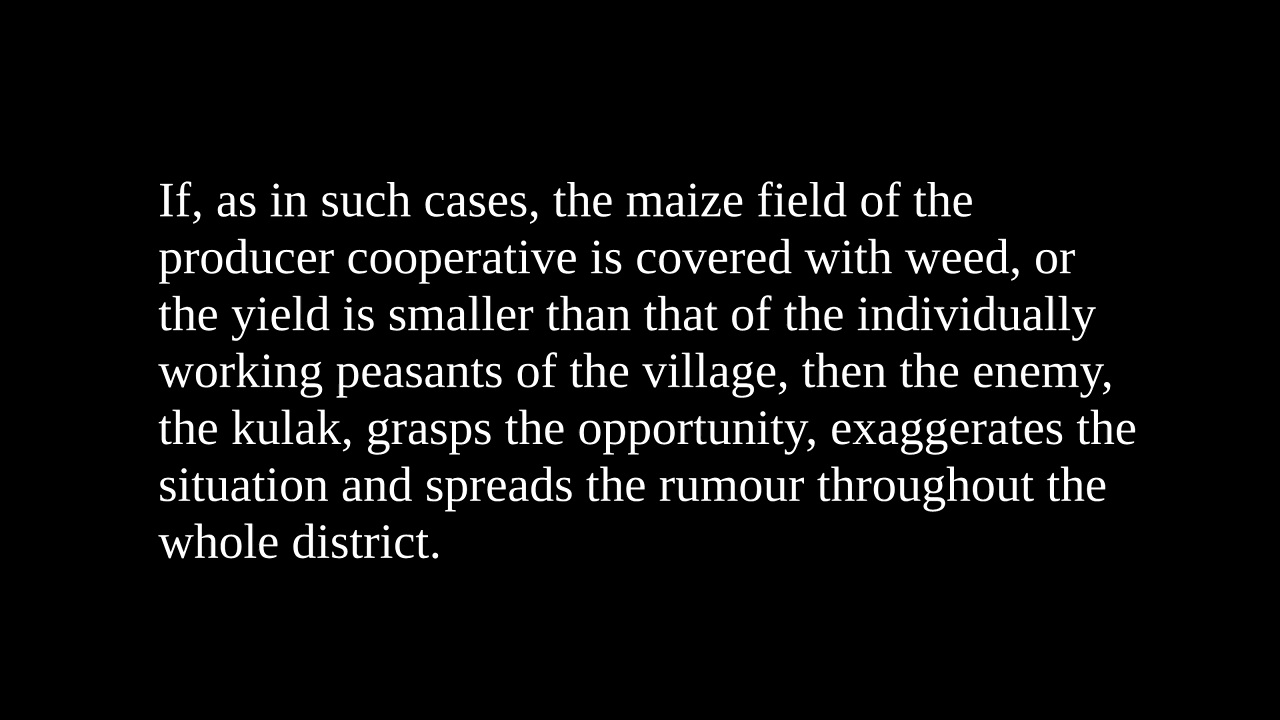 If, as in such cases, the maize field of the
producer cooperative is covered with weed, or
the yield is smaller than that of the individually
working peasants of the village, then the enemy,
the kulak, grasps the opportunity, exaggerates the
situation and spreads the rumour throughout the
whole district.